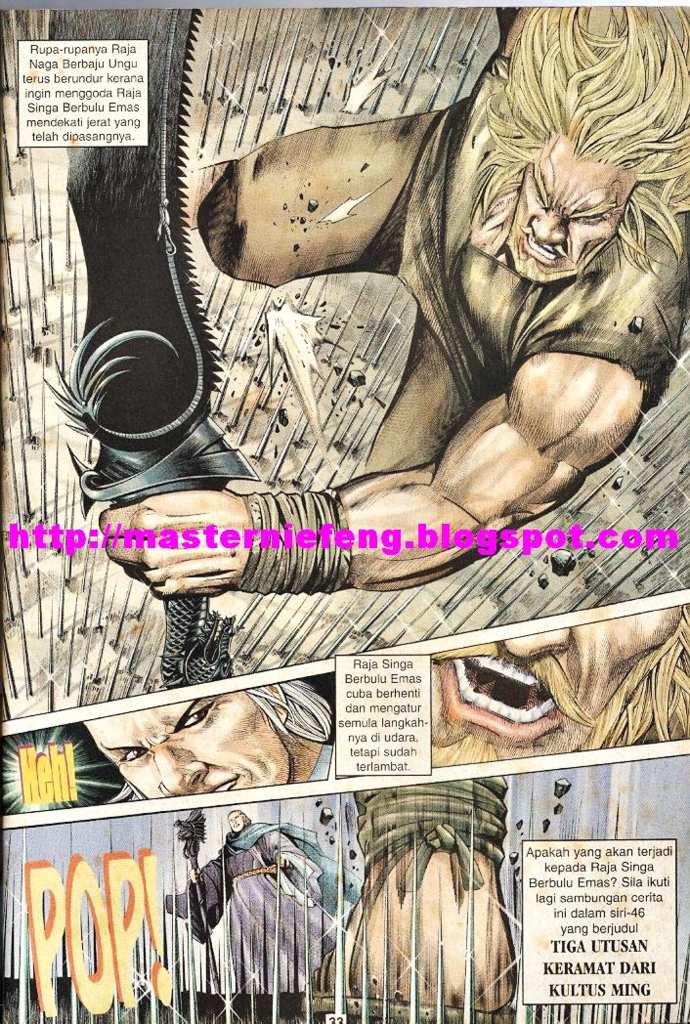 Rupa-rupanya Raja
Naga Berbaju Ungu
terus berundur kerana
ingin menggoda Raja
Singa Berbulu Emas
mendekati jerat yang
telah dipasangnya.
http://masterniefeng.blogspot.com
Raja Singa
Berbulu Emas
cuba berhenti
dan mengatur
semula langkah-
nya di udara,
tetapi sudah
terlambat.
Heh!
POP!
Apakah yang akan terjadi
kepada Raja Singa
Berbulu Emas? Sila ikuti
lagi sambungan cerita
ini dalam siri-46
yang berjudul
TIGA UTUSAN
KERAMAT DARI
KULTUS MING
33